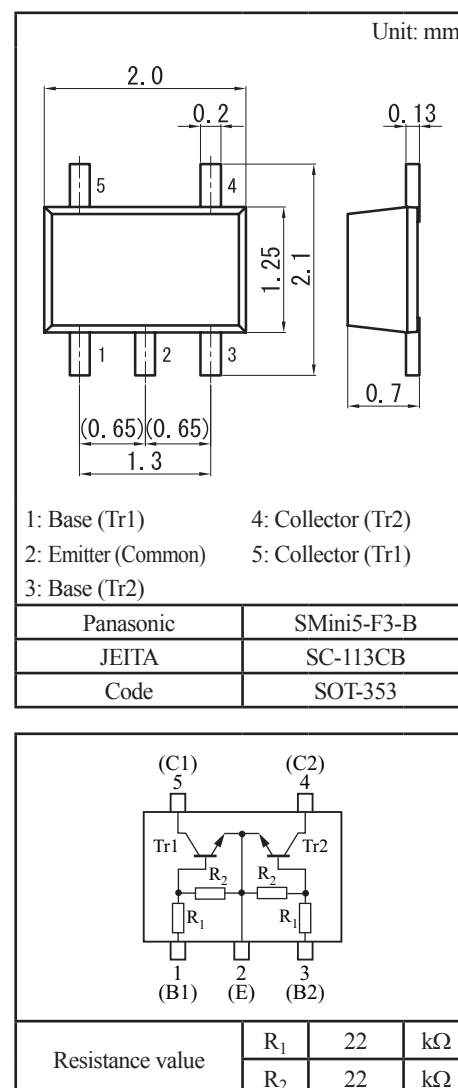 Unit: mm
2.0
0.2
0.13
5
4
1.25
2.1
1
2
3
(0.65)(0.65)
0.7
1.3
1: Base (Tr1)
4: Collector (Tr2)
2: Emitter (Common)
5: Collector (Tr1)
3: Base (Tr2)
Panasonic
SMini5-F3-B
JEITA
SC-113CB
Code
SOT-353
(C1)
(C2)
5
4
Tr1
Tr2
R2
R2
R1
R1
1
2
3
(B1)
(E)
(B2)
Resistance value
R1
22
kΩ
R2
22
kΩ